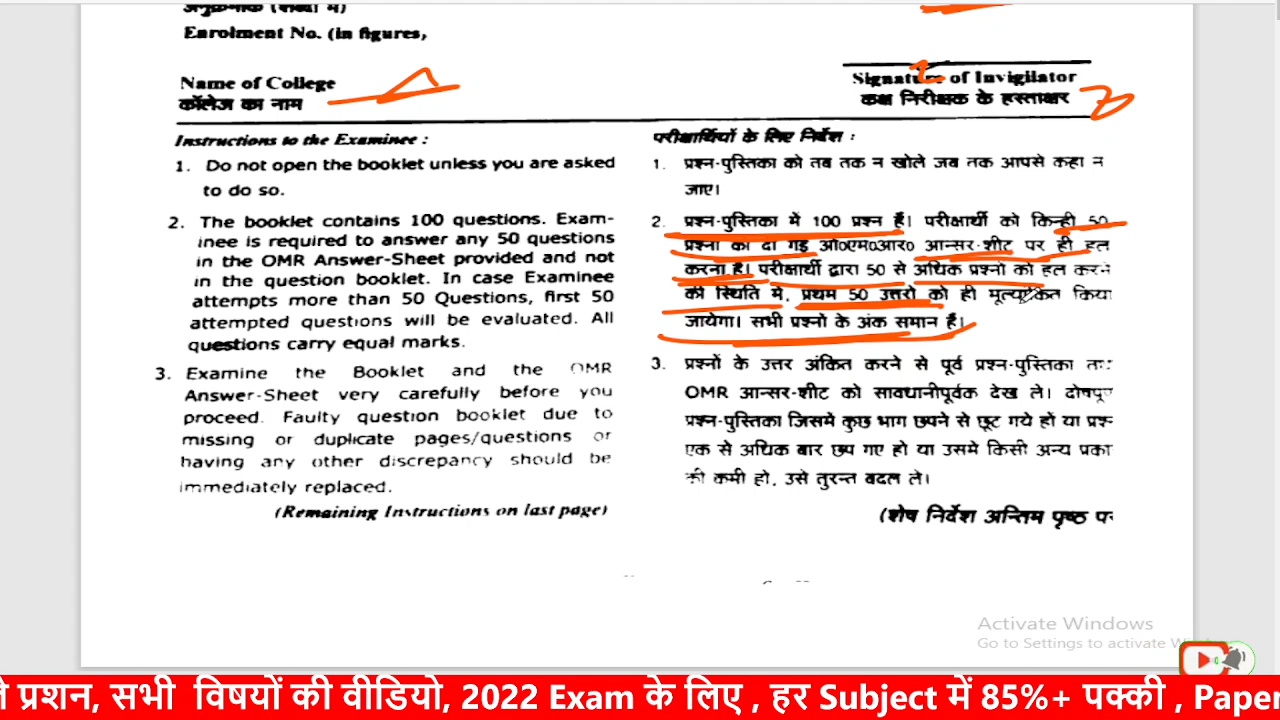 अनुक्रमांक (शब्दों में)
Enrolment No. (in figures,
Name of College
कॉलेज का नाम
Signature of Invigilator
कक्ष निरीक्षक के हस्ताक्षर
Instructions to the Examinee :
1. Do not open the booklet unless you are asked
to do so.
2. The booklet contains 100 questions. Exam-
inee is required to answer any 50 questions
in the OMR Answer-Sheet provided and not
in the question booklet. In case Examinee
attempts more than 50 Questions, first 50
attempted questions will be evaluated. All
questions carry equal marks.
3. Examine the Booklet and the OMR
Answer-Sheet very carefully before you
proceed. Faulty question booklet due to
missing or duplicate pages/questions or
having any other discrepancy should be
immediately replaced.
(Remaining Instructions on last page)
परीक्षार्थियों के लिए निर्देश :
1. प्रश्न-पुस्तिका को तब तक न खोले जब तक आपसे कहा न
जाए।
2. प्रश्न-पुस्तिका में 100 प्रश्न हैं। परीक्षार्थी को किन्ही 50
प्रश्नो को दी गई ओ0एम0आर0 आन्सर-शीट पर ही हल
करना है। परीक्षार्थी द्वारा 50 से अधिक प्रश्नो को हल करने
की स्थिति मे, प्रथम 50 उत्तरो को ही मूल्यांकित किया
जायेगा। सभी प्रश्नो के अंक समान हैं।
3. प्रश्नों के उत्तर अंकित करने से पूर्व प्रश्न-पुस्तिका
OMR आन्सर-शीट को सावधानीपूर्वक देख ले। दोषपूर्ण
प्रश्न-पुस्तिका जिसमे कुछ भाग छपने से छूट गये हों या प्रश्न
एक से अधिक बार छप गए हो या उसमे किसी अन्य प्रका
की कमी हो, उसे तुरन्त बदल ले।
(शेष निर्देश अन्तिम पृष्ठ पर
Activate Windows
Go to Settings to activate Windows.
प्रशन, सभी विषयों की वीडियो, 2022 Exam के लिए , हर Subject में 85%+ पक्की , Paper